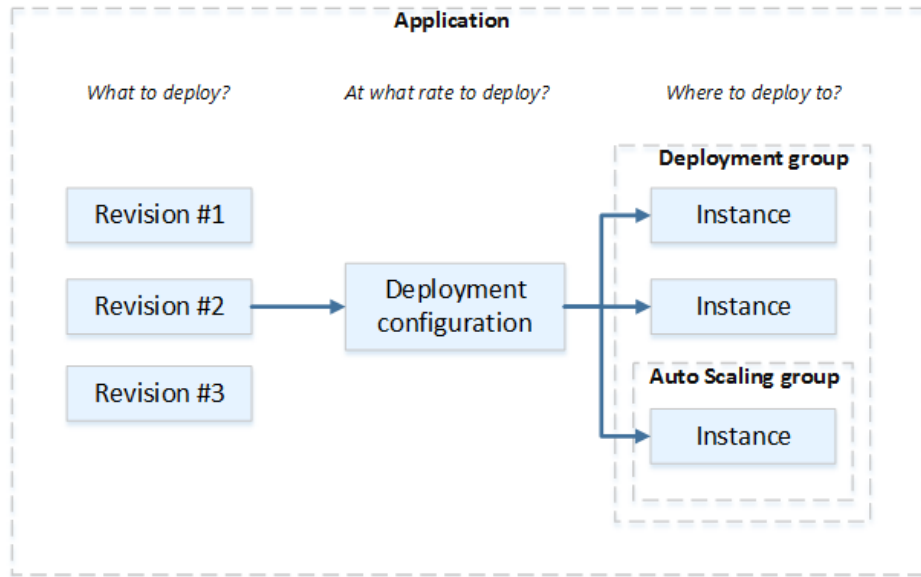 Application
What to deploy?
At what rate to deploy?
Where to deploy to?
Deployment group
Revision #1
Instance
Revision #2
Deployment
configuration
Instance
Auto Scaling group
Revision #3
Instance